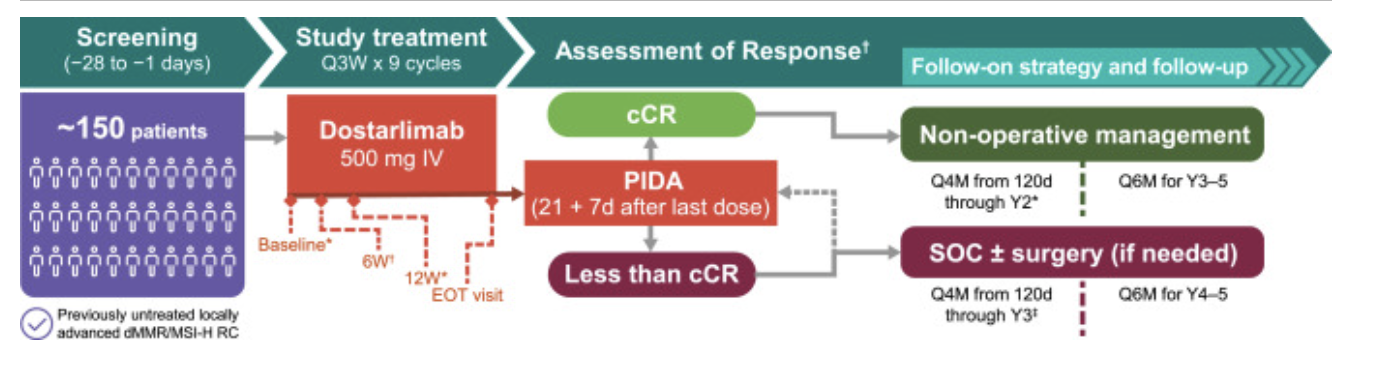 Screening
(−28 to −1 days)
Study treatment
Q3W x 9 cycles
Assessment of Response†
Follow-on strategy and follow-up
~150 patients
Previously untreated locally
advanced dMMR/MSI-H RC
Dostarlimab
500 mg IV
Baseline*
6W†
12W*
EOT visit
cCR
PIDA
(21 + 7d after last dose)
Less than cCR
Non-operative management
Q4M from 120d
through Y2*
Q6M for Y3–5
SOC ± surgery (if needed)
Q4M from 120d
through Y3‡
Q6M for Y4–5